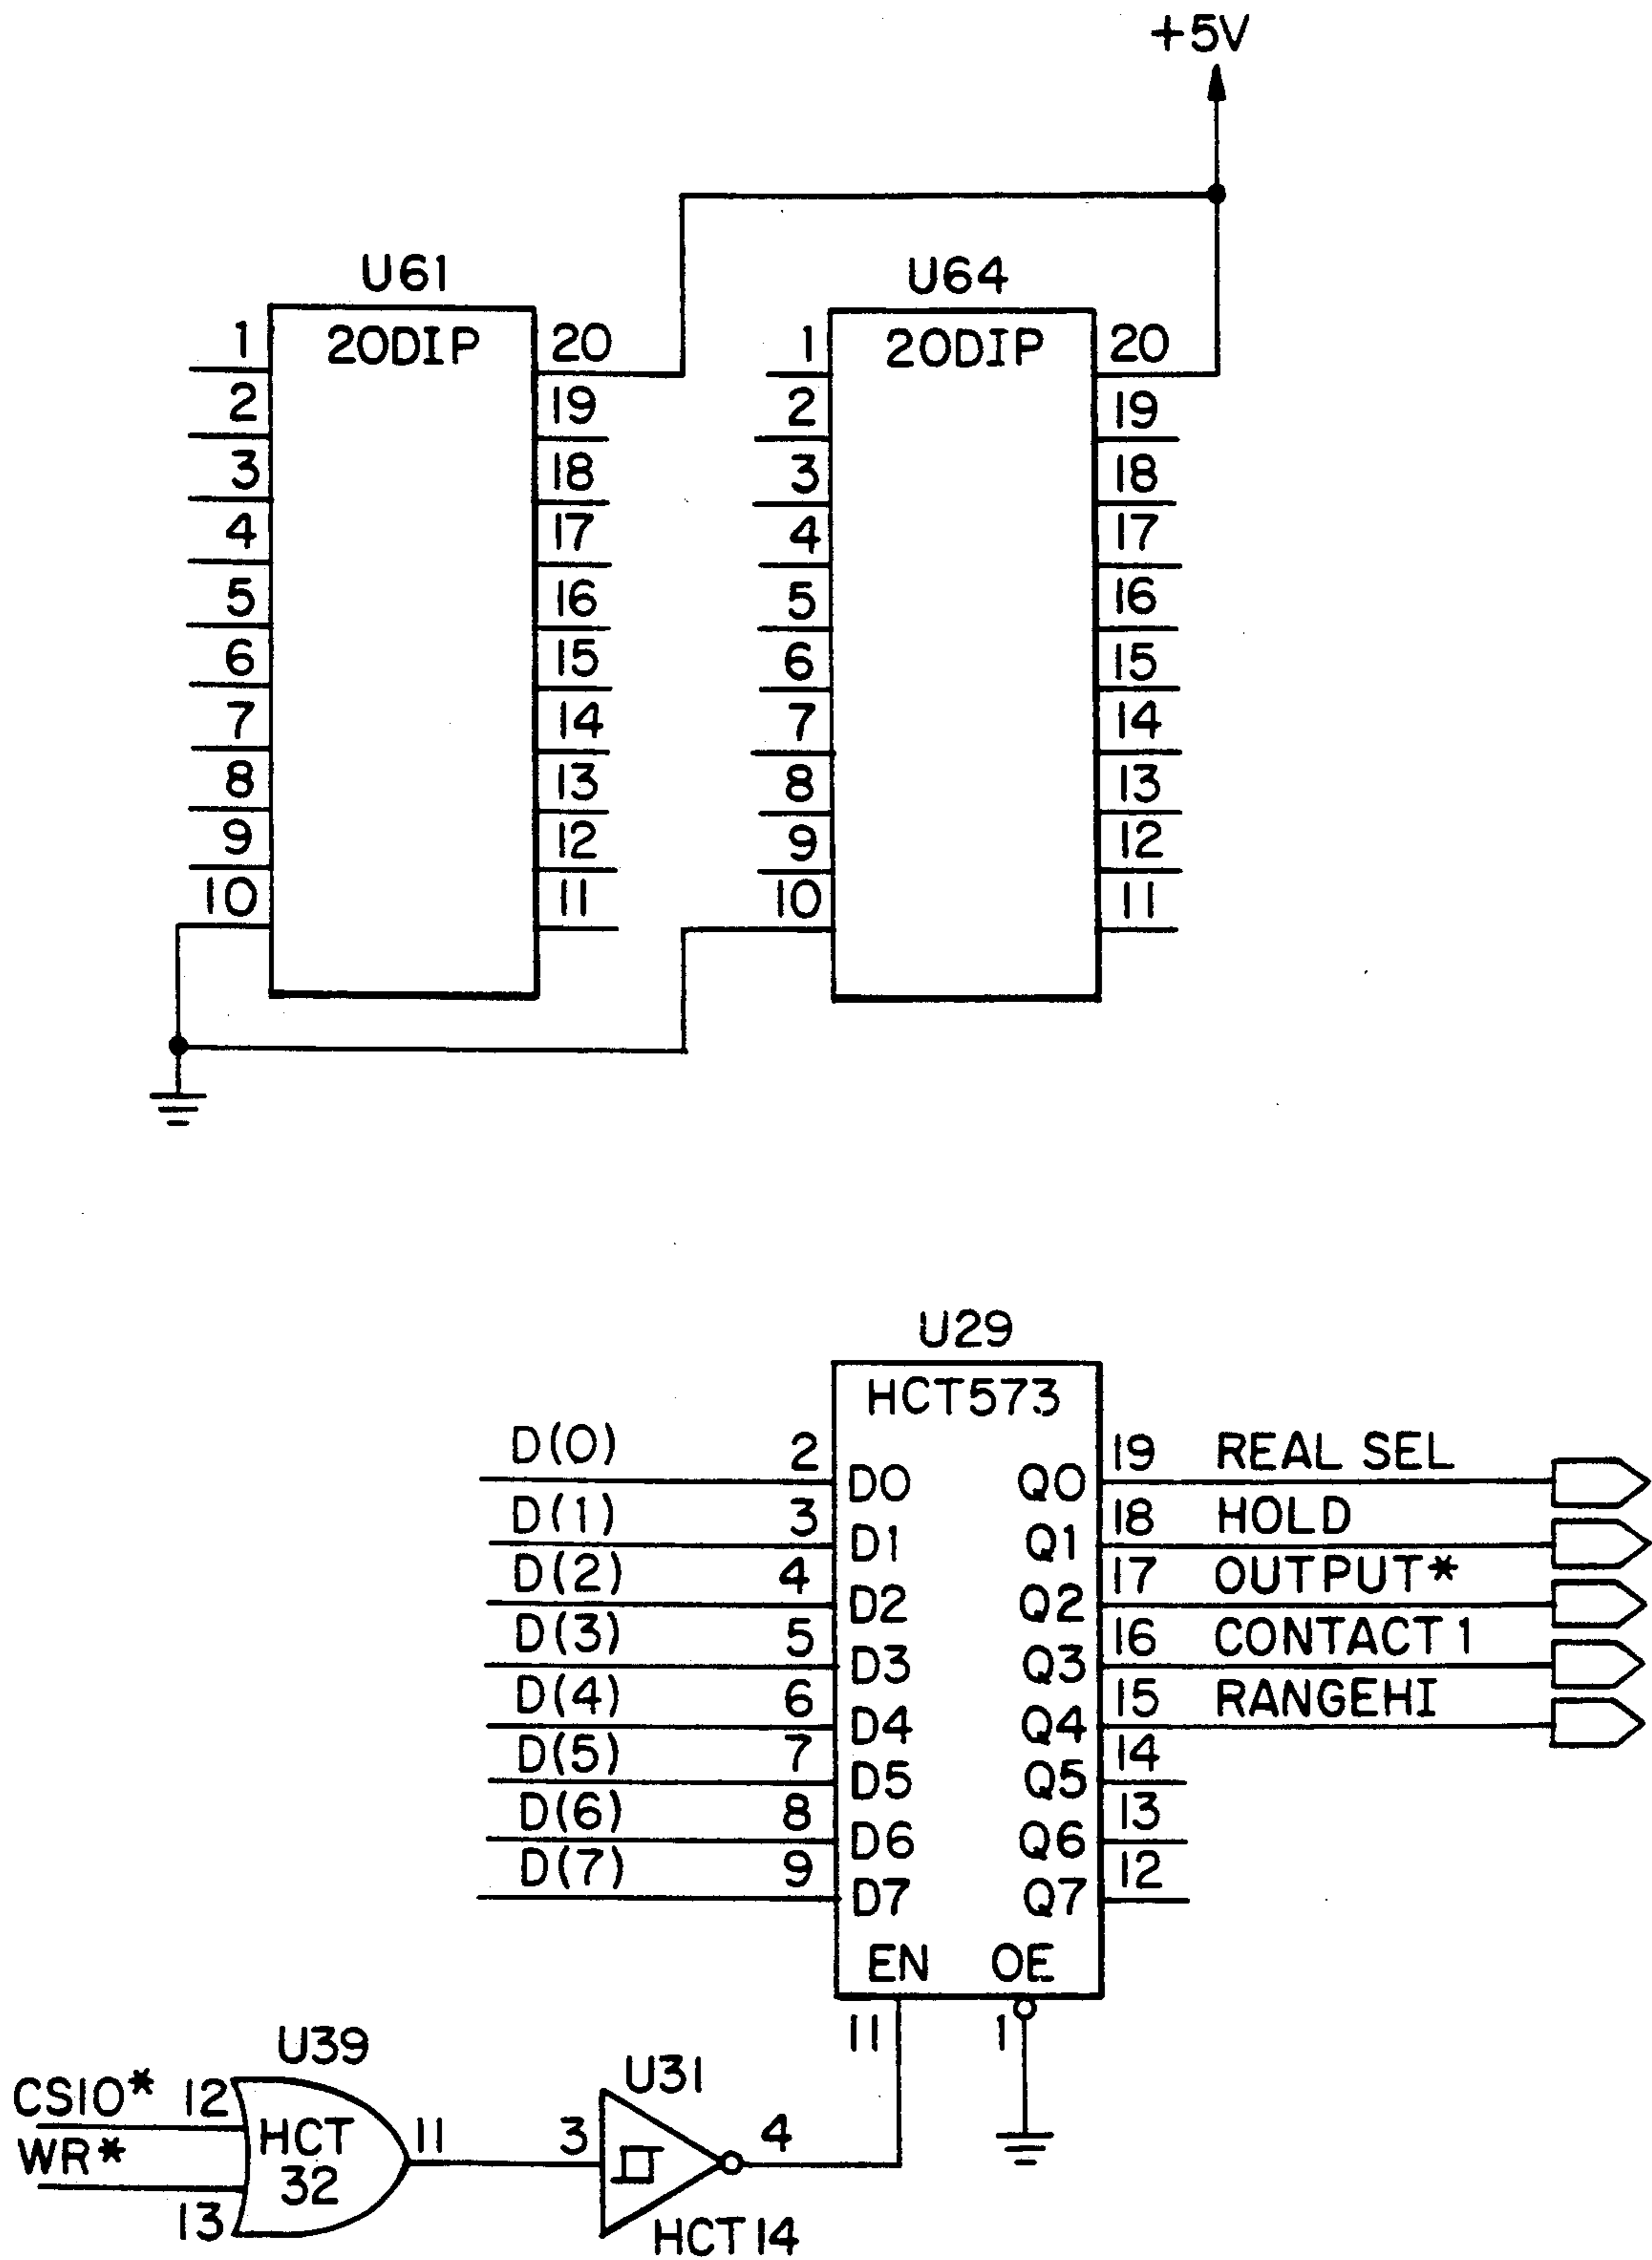 +5V
U61
U64
20DIP
20DIP
1 20
2 19
3 18
4 17
5 16
6 15
7 14
8 13
9 12
10 11
1 20
2 19
3 18
4 17
5 16
6 15
7 14
8 13
9 12
10 11
U29
HCT573
D(0) 2 D0 Q0 19 REAL SEL
D(1) 3 D1 Q1 18 HOLD
D(2) 4 D2 Q2 17 OUTPUT*
D(3) 5 D3 Q3 16 CONTACT 1
D(4) 6 D4 Q4 15 RANGEHI
D(5) 7 D5 Q5 14
D(6) 8 D6 Q6 13
D(7) 9 D7 Q7 12
EN OE
11 1
U39
CS10* 12
WR* 13
HCT
32
11
U31
3 4
HCT14